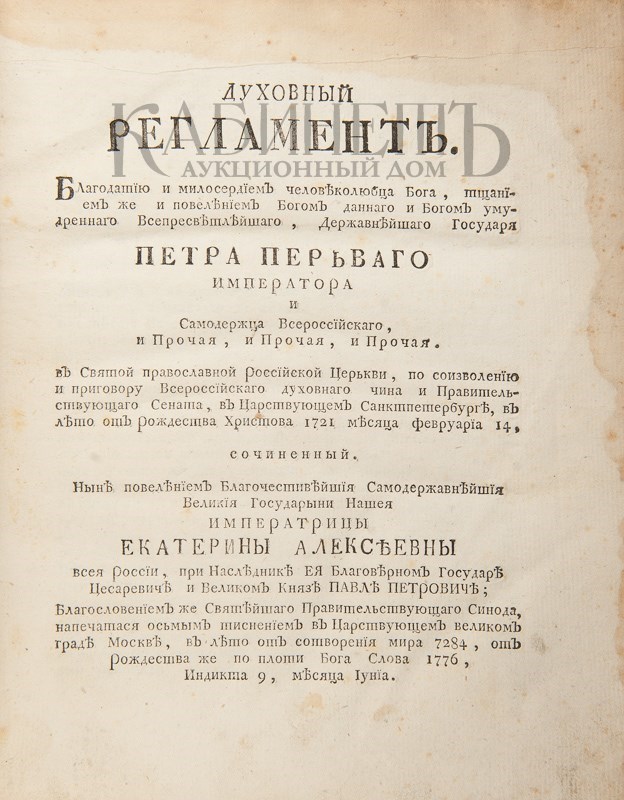 ДУХОВНЫЙ
РЕГЛАМЕНТЪ.
КАБИНЕТЪ
АУКЦИОННЫЙ ДОМ
Благодатїю и милосердїемъ человѣколюбца Бога, тщанї-
емъ же и повелѣнїемъ Богомъ даннаго и Богомъ уму-
дреннаго Всепресвѣтлѣйшаго, Державнѣйшаго Государя
ПЕТРА ПЕРЬВАГО
ИМПЕРАТОРА
и
Самодержца Всероссїйскаго,
и Прочая, и Прочая, и Прочая.
въ Святой православной Россїйской Церькви, по соизволенїю
и приговору Всероссїйскаго духовнаго чина и Правитель-
ствующаго Сената, въ Царствующемъ Санктпетербургѣ, въ
лѣто отъ рождества Христова 1721 мѣсяца февруарїа 14,
сочиненный.
Нынѣ повелѣнїемъ Благочестивѣйшїя Самодержавнѣйшїя
Великїя Государыни Нашея
ИМПЕРАТРИЦЫ
ЕКАТЕРИНЫ АЛЕКСѢЕВНЫ
всея россїи, при Наслѣдникѣ ЕЯ Благовѣрномъ Государѣ
Цесаревичѣ и Великомъ Князѣ ПАВЛѢ ПЕТРОВИЧѢ;
Благословенїемъ же Святѣйшаго Правительствующаго Синода,
напечатася осьмымъ тисненїемъ въ Царствующемъ великомъ
градѣ Москвѣ, въ лѣто отъ сотворенїя мира 7284, отъ
рождества же по плоти Бога Слова 1776,
Индикта 9, мѣсяца Іунїа.